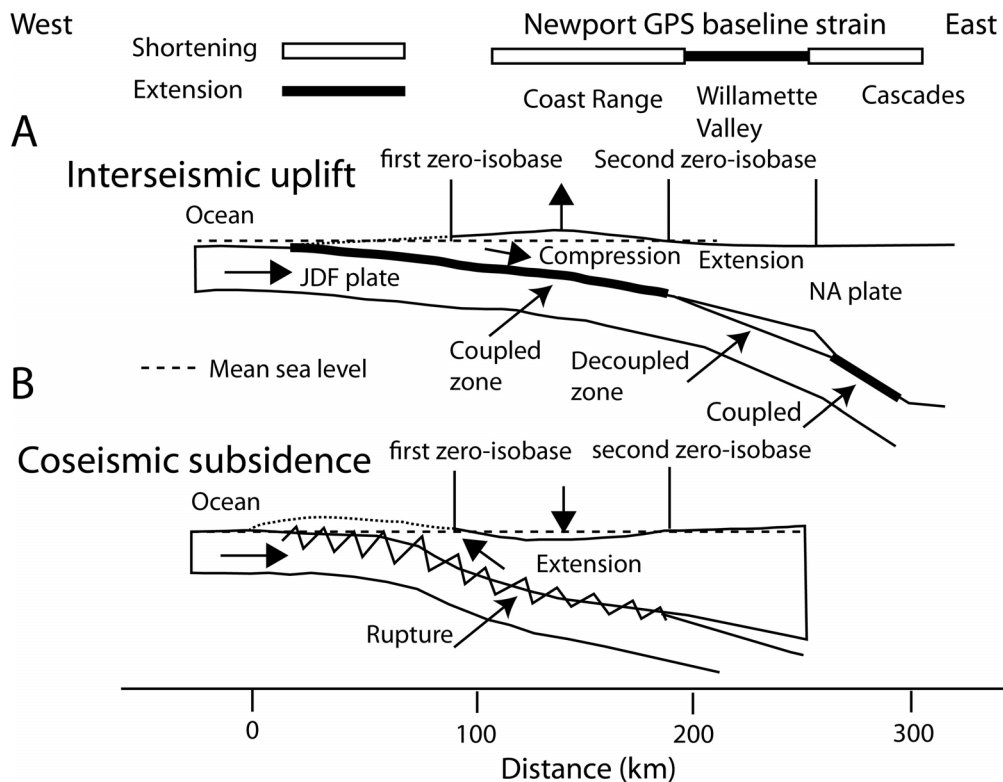 West
Newport GPS baseline strain
East
Shortening
Extension
Coast Range
Willamette
Valley
Cascades
A
first zero-isobase
Second zero-isobase
Interseismic uplift
Ocean
Compression
Extension
JDF plate
NA plate
Coupled
zone
Decoupled
zone
Mean sea level
Coupled
B
first zero-isobase
second zero-isobase
Coseismic subsidence
Ocean
Extension
Rupture
0
100
200
300
Distance (km)